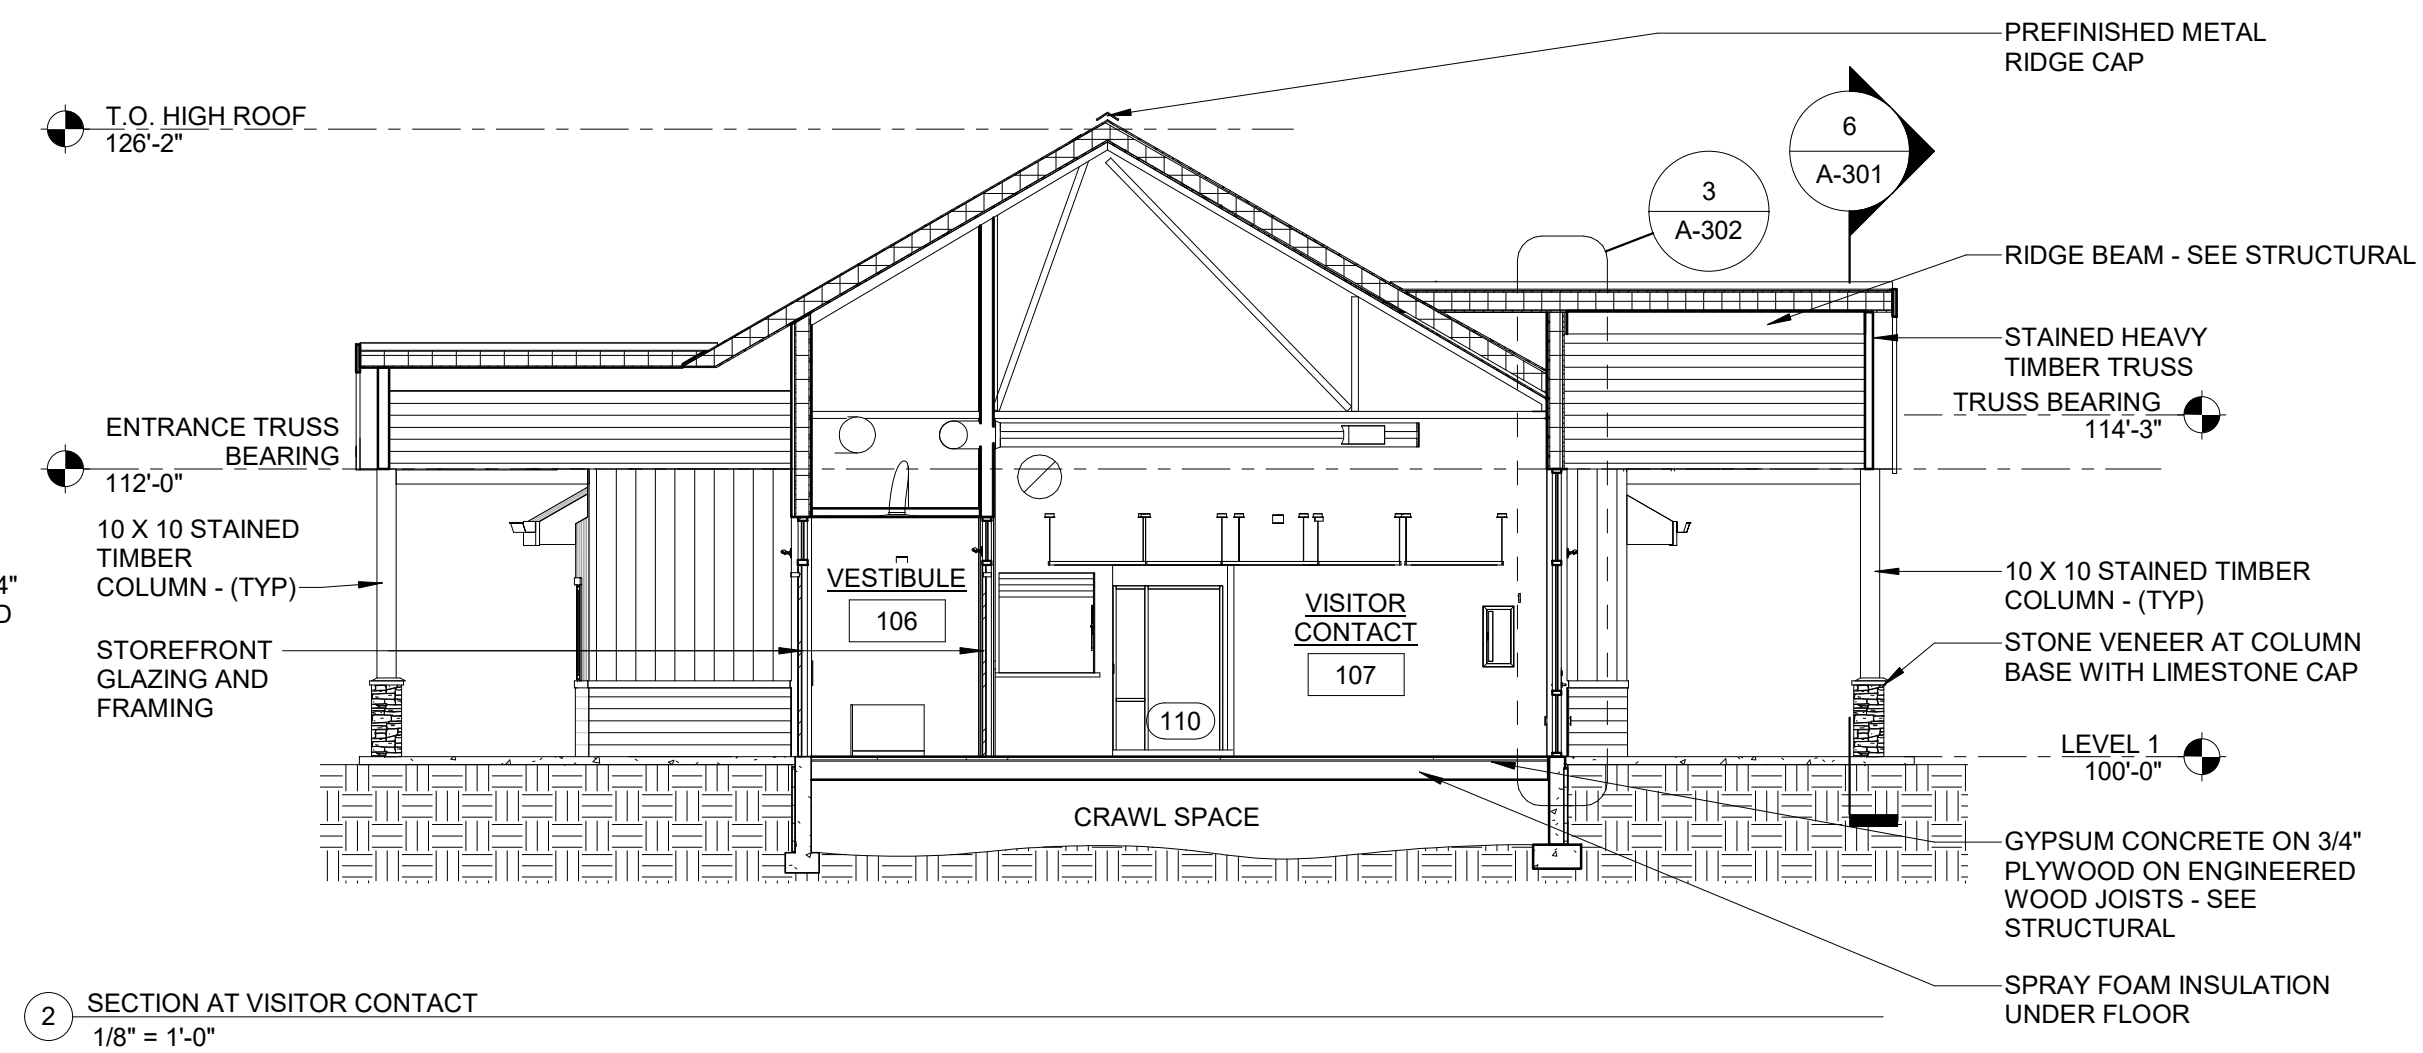 PREFINISHED METAL
RIDGE CAP
T.O. HIGH ROOF
126'-2"
6
A-301
3
A-302
RIDGE BEAM - SEE STRUCTURAL
STAINED HEAVY
TIMBER TRUSS
TRUSS BEARING
114'-3"
ENTRANCE TRUSS
BEARING
112'-0"
10 X 10 STAINED
TIMBER
COLUMN - (TYP)
4"
D
STOREFRONT
GLAZING AND
FRAMING
VESTIBULE
106
VISITOR
CONTACT
107
110
10 X 10 STAINED TIMBER
COLUMN - (TYP)
STONE VENEER AT COLUMN
BASE WITH LIMESTONE CAP
LEVEL 1
100'-0"
CRAWL SPACE
GYPSUM CONCRETE ON 3/4"
PLYWOOD ON ENGINEERED
WOOD JOISTS - SEE
STRUCTURAL
SPRAY FOAM INSULATION
UNDER FLOOR
2
SECTION AT VISITOR CONTACT
1/8" = 1'-0"